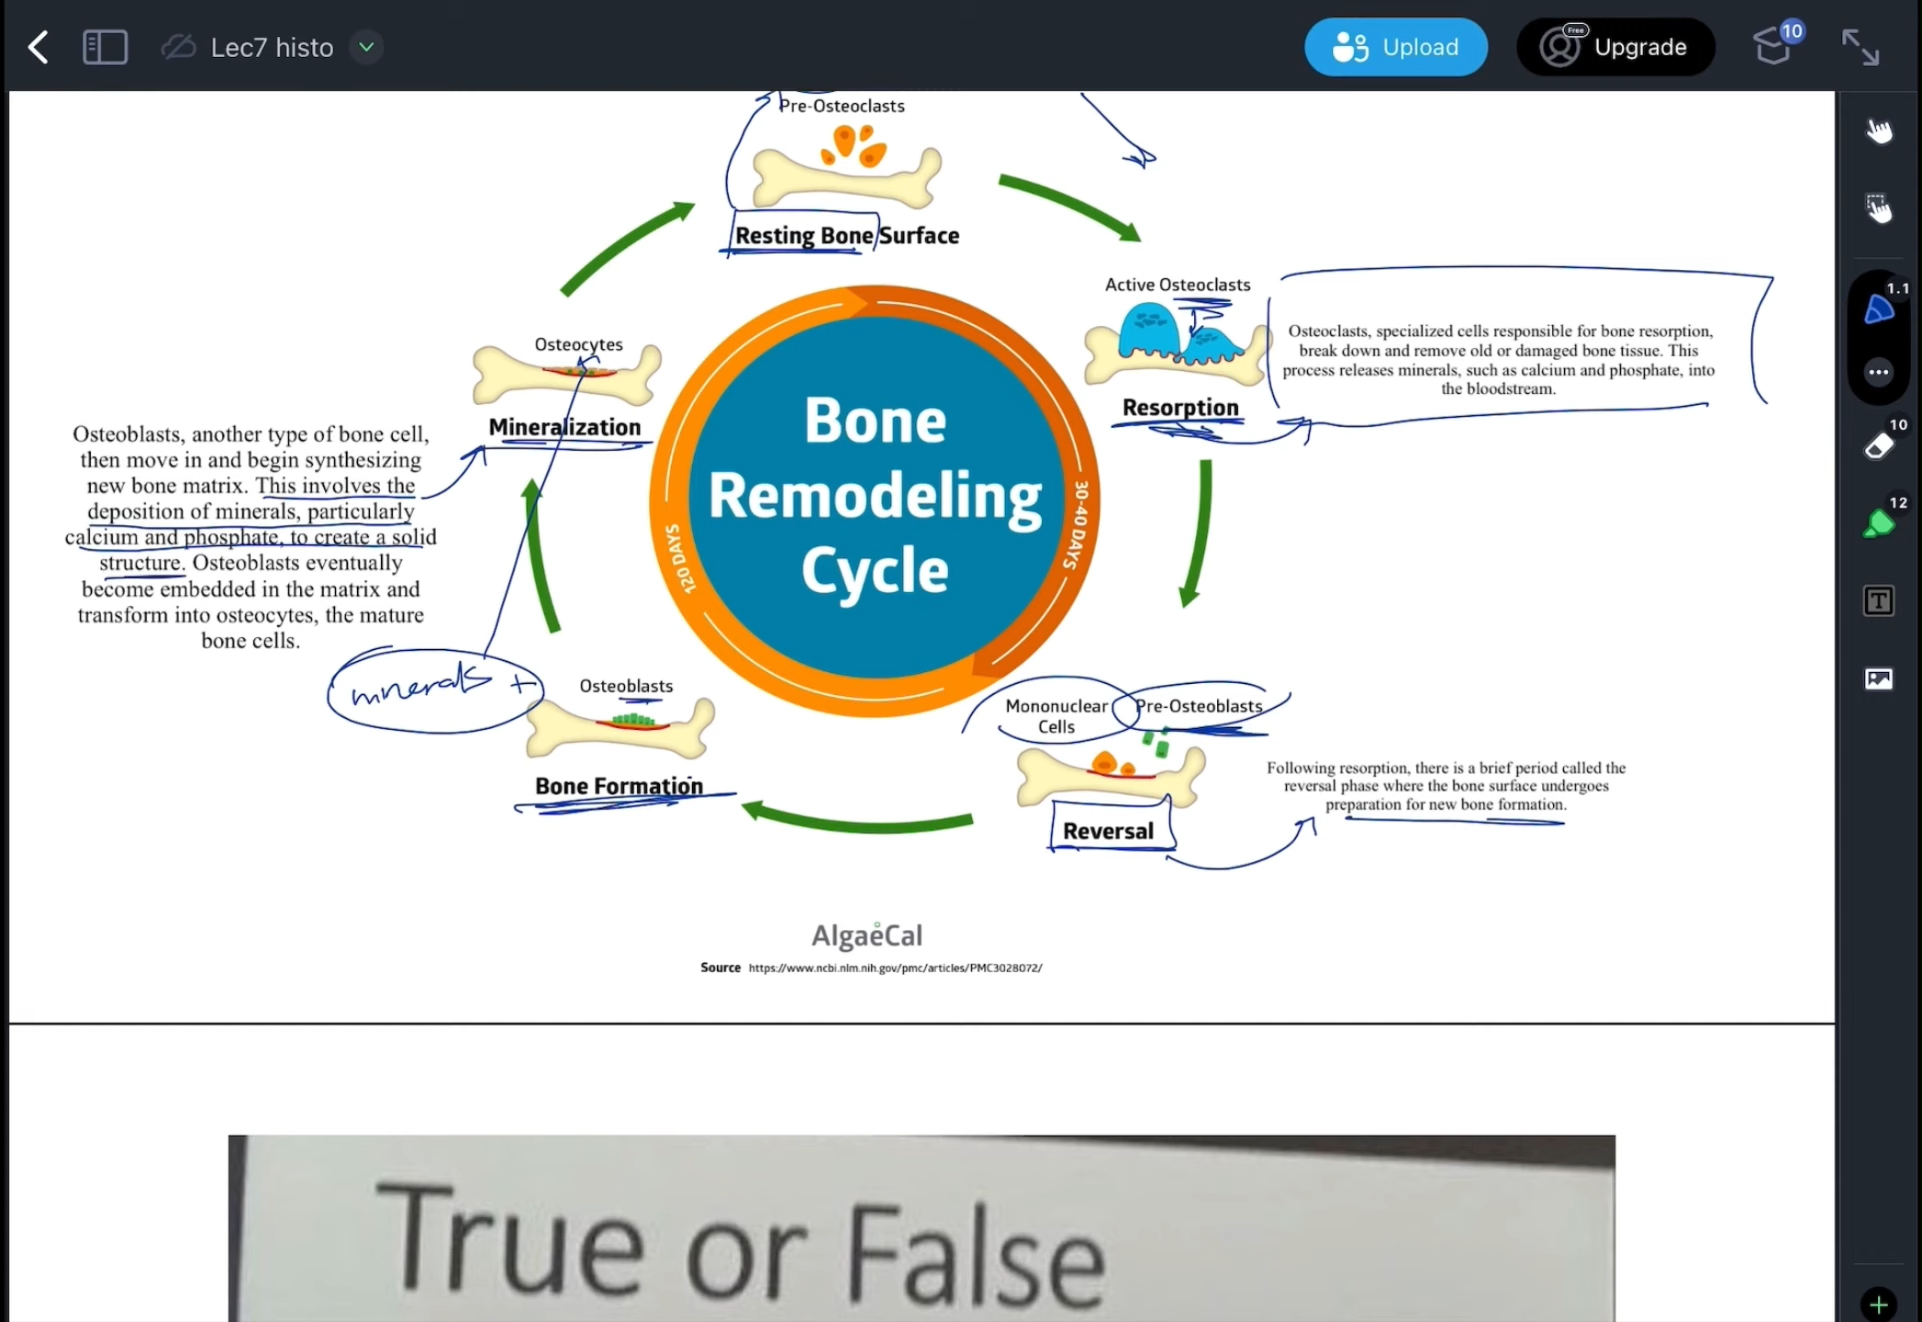 Lec7 histo
Upload
Free
Upgrade
10
Pre-Osteoclasts
Resting Bone Surface
1.1
Active Osteoclasts
Osteoclasts, specialized cells responsible for bone resorption,
break down and remove old or damaged bone tissue. This
process releases minerals, such as calcium and phosphate, into
the bloodstream.
Resorption
Osteocytes
Mineralization
Bone
Remodeling
Cycle
30-40 DAYS
120 DAYS
10
12
T
Osteoblasts, another type of bone cell,
then move in and begin synthesizing
new bone matrix. This involves the
deposition of minerals, particularly
calcium and phosphate, to create a solid
structure. Osteoblasts eventually
become embedded in the matrix and
transform into osteocytes, the mature
bone cells.
minerals +
Osteoblasts
Bone Formation
Mononuclear
Cells
Pre-Osteoblasts
Reversal
Following resorption, there is a brief period called the
reversal phase where the bone surface undergoes
preparation for new bone formation.
AlgaeCal
Source https://www.ncbi.nlm.nih.gov/pmc/articles/PMC3028072/
True or False